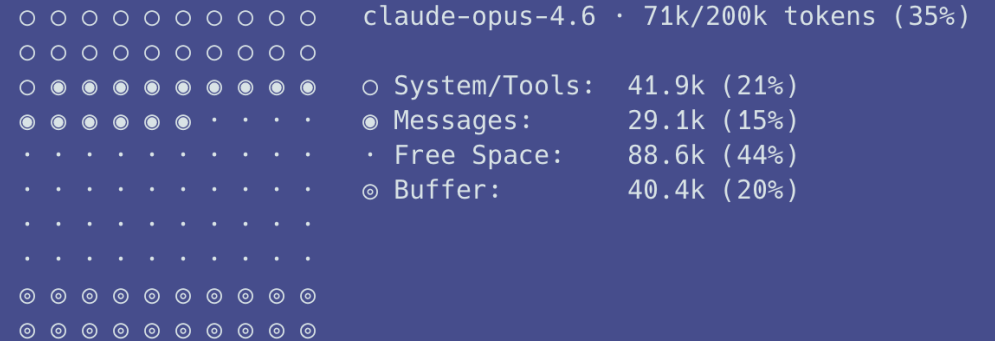 claude-opus-4.6 · 71k/200k tokens (35%)
○ System/Tools: 41.9k (21%)
◉ Messages: 29.1k (15%)
· Free Space: 88.6k (44%)
◎ Buffer: 40.4k (20%)